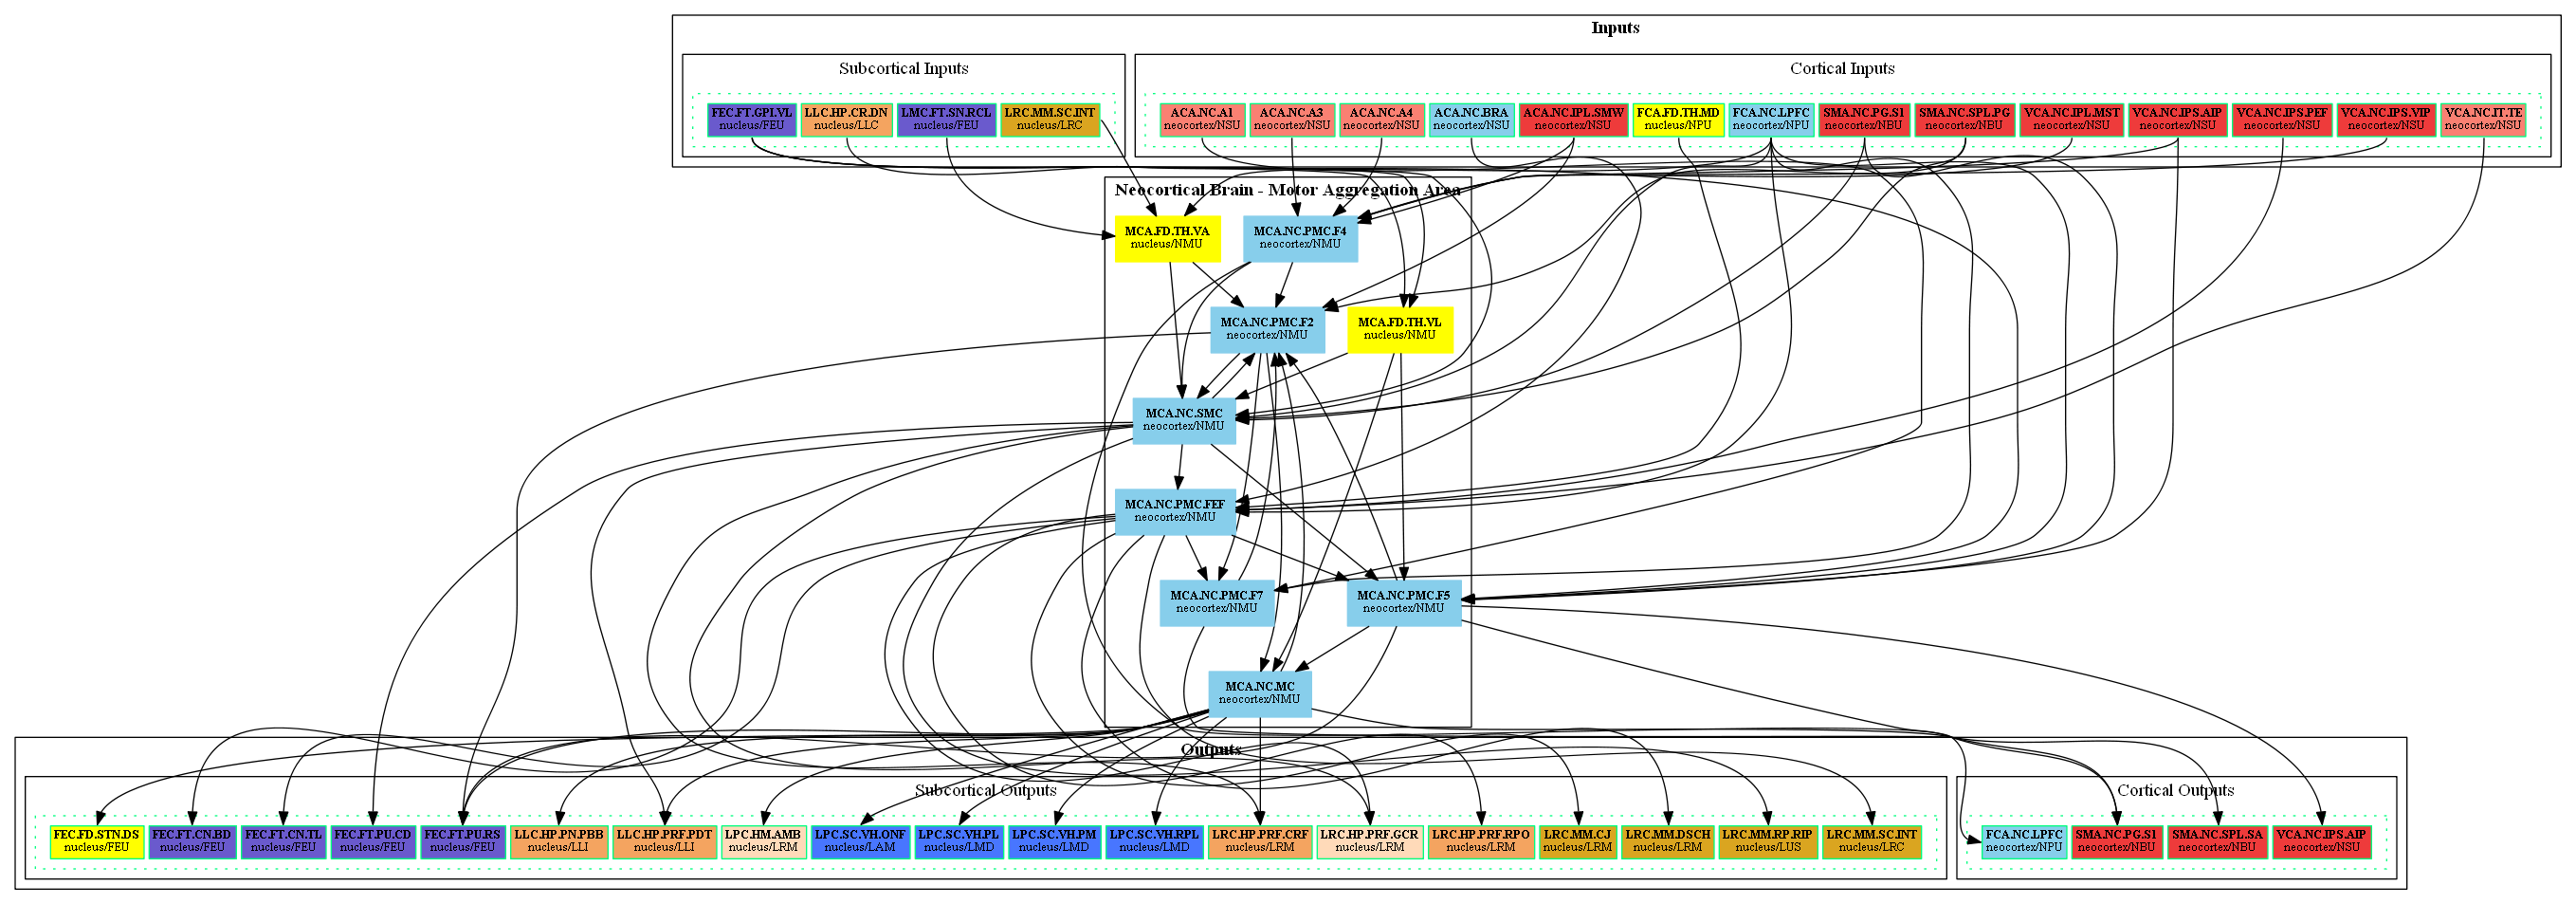 Inputs
Subcortical Inputs
Cortical Inputs
FEC.FT.GPI.VL
nucleus/FEU
LLC.HP.CR.DN
nucleus/LLC
LMC.FT.SN.RCL
nucleus/FEU
LRC.MM.SC.INT
nucleus/LRC
ACA.NC.A1
neocortex/NSU
ACA.NC.A3
neocortex/NSU
ACA.NC.A4
neocortex/NSU
ACA.NC.BRA
neocortex/NSU
ACA.NC.IPL.SMW
neocortex/NSU
FCA.FD.TH.MD
nucleus/NPU
FCA.NC.LPFC
neocortex/NPU
SMA.NC.PG.S1
neocortex/NBU
SMA.NC.SPL.PG
neocortex/NBU
VCA.NC.IPL.MST
neocortex/NSU
VCA.NC.IPS.AIP
neocortex/NSU
VCA.NC.IPS.PEF
neocortex/NSU
VCA.NC.IPS.VIP
neocortex/NSU
VCA.NC.IT.TE
neocortex/NSU
Neocortical Brain - Motor Aggregation Area
MCA.FD.TH.VA
nucleus/NMU
MCA.NC.PMC.F4
neocortex/NMU
MCA.NC.PMC.F2
neocortex/NMU
MCA.FD.TH.VL
nucleus/NMU
MCA.NC.SMC
neocortex/NMU
MCA.NC.PMC.FEF
neocortex/NMU
MCA.NC.PMC.F7
neocortex/NMU
MCA.NC.PMC.F5
neocortex/NMU
MCA.NC.MC
neocortex/NMU
Outputs
Subcortical Outputs
Cortical Outputs
FEC.FD.STN.DS
nucleus/FEU
FEC.FT.CN.BD
nucleus/FEU
FEC.FT.CN.TL
nucleus/FEU
FEC.FT.PU.CD
nucleus/FEU
FEC.FT.PU.RS
nucleus/FEU
LLC.HP.PN.PBB
nucleus/LLI
LLC.HP.PRF.PDT
nucleus/LLI
LPC.HM.AMB
nucleus/LRM
LPC.SC.VH.ONF
nucleus/LAM
LPC.SC.VH.PL
nucleus/LMD
LPC.SC.VH.PM
nucleus/LMD
LPC.SC.VH.RPL
nucleus/LMD
LRC.HP.PRF.CRF
nucleus/LRM
LRC.HP.PRF.GCR
nucleus/LRM
LRC.HP.PRF.RPO
nucleus/LRM
LRC.MM.CJ
nucleus/LRM
LRC.MM.DSCH
nucleus/LRM
LRC.MM.RP.RIP
nucleus/LUS
LRC.MM.SC.INT
nucleus/LRC
FCA.NC.LPFC
neocortex/NPU
SMA.NC.PG.S1
neocortex/NBU
SMA.NC.SPL.SA
neocortex/NBU
VCA.NC.IPS.AIP
neocortex/NSU